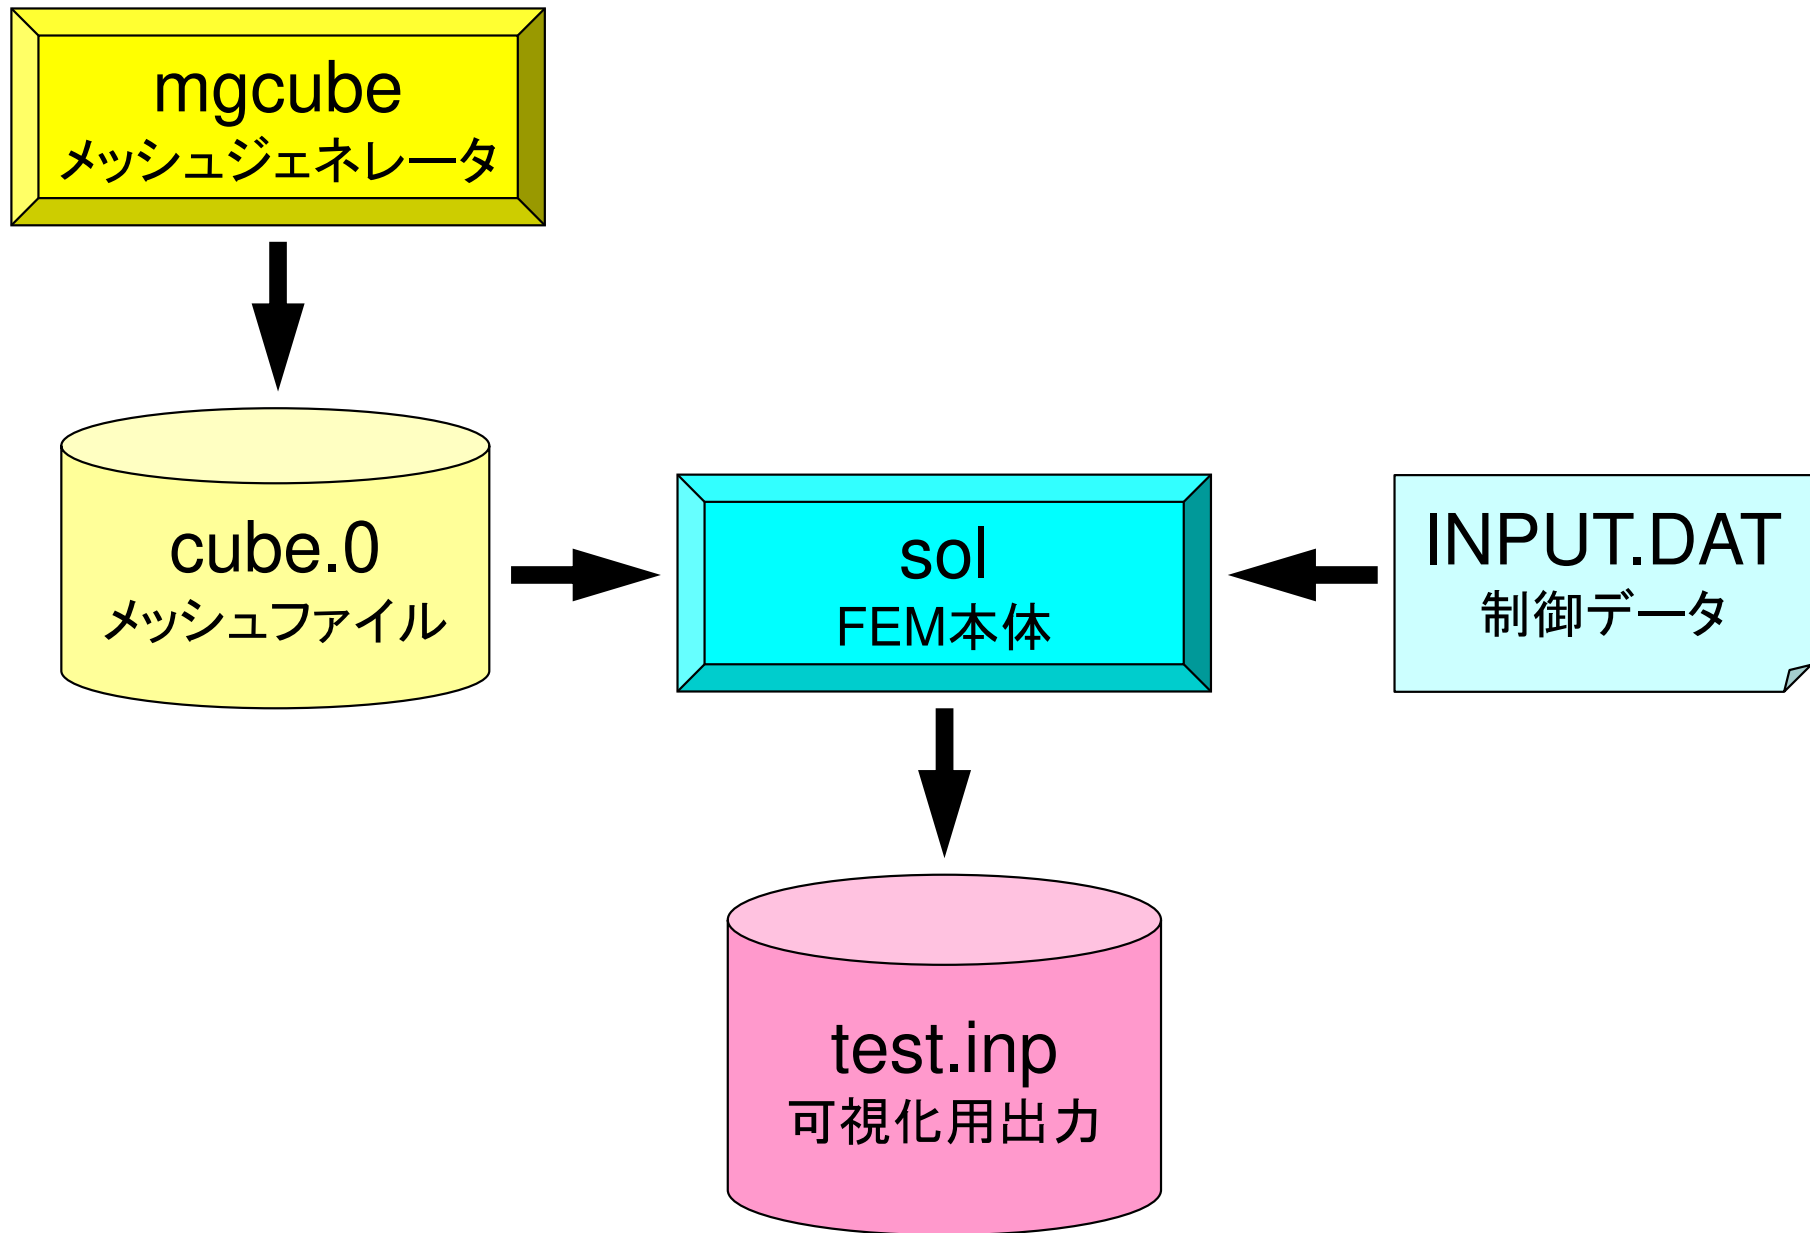 mgcube
メッシュジェネレータ
cube.0
メッシュファイル
sol
FEM本体
INPUT.DAT
制御データ
test.inp
可視化用出力